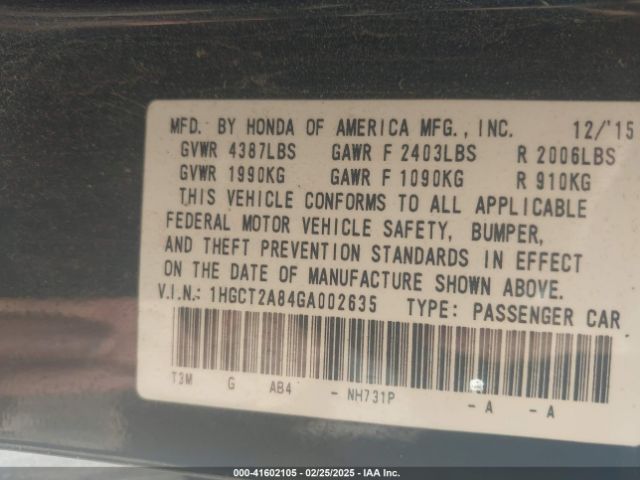 MFD. BY HONDA OF AMERICA MFG., INC. 12/'15
GVWR 4387LBS GAWR F 2403LBS R 2006LBS
GVWR 1990KG GAWR F 1090KG R 910KG
THIS VEHICLE CONFORMS TO ALL APPLICABLE
FEDERAL MOTOR VEHICLE SAFETY, BUMPER,
AND THEFT PREVENTION STANDARDS IN EFFECT
ON THE DATE OF MANUFACTURE SHOWN ABOVE.
V.I.N.: 1HGCT2A84GA002635 TYPE: PASSENGER CAR
T3M G AB4 - NH731P - A - A
000-41602105 - 02/25/2025 - IAA Inc.